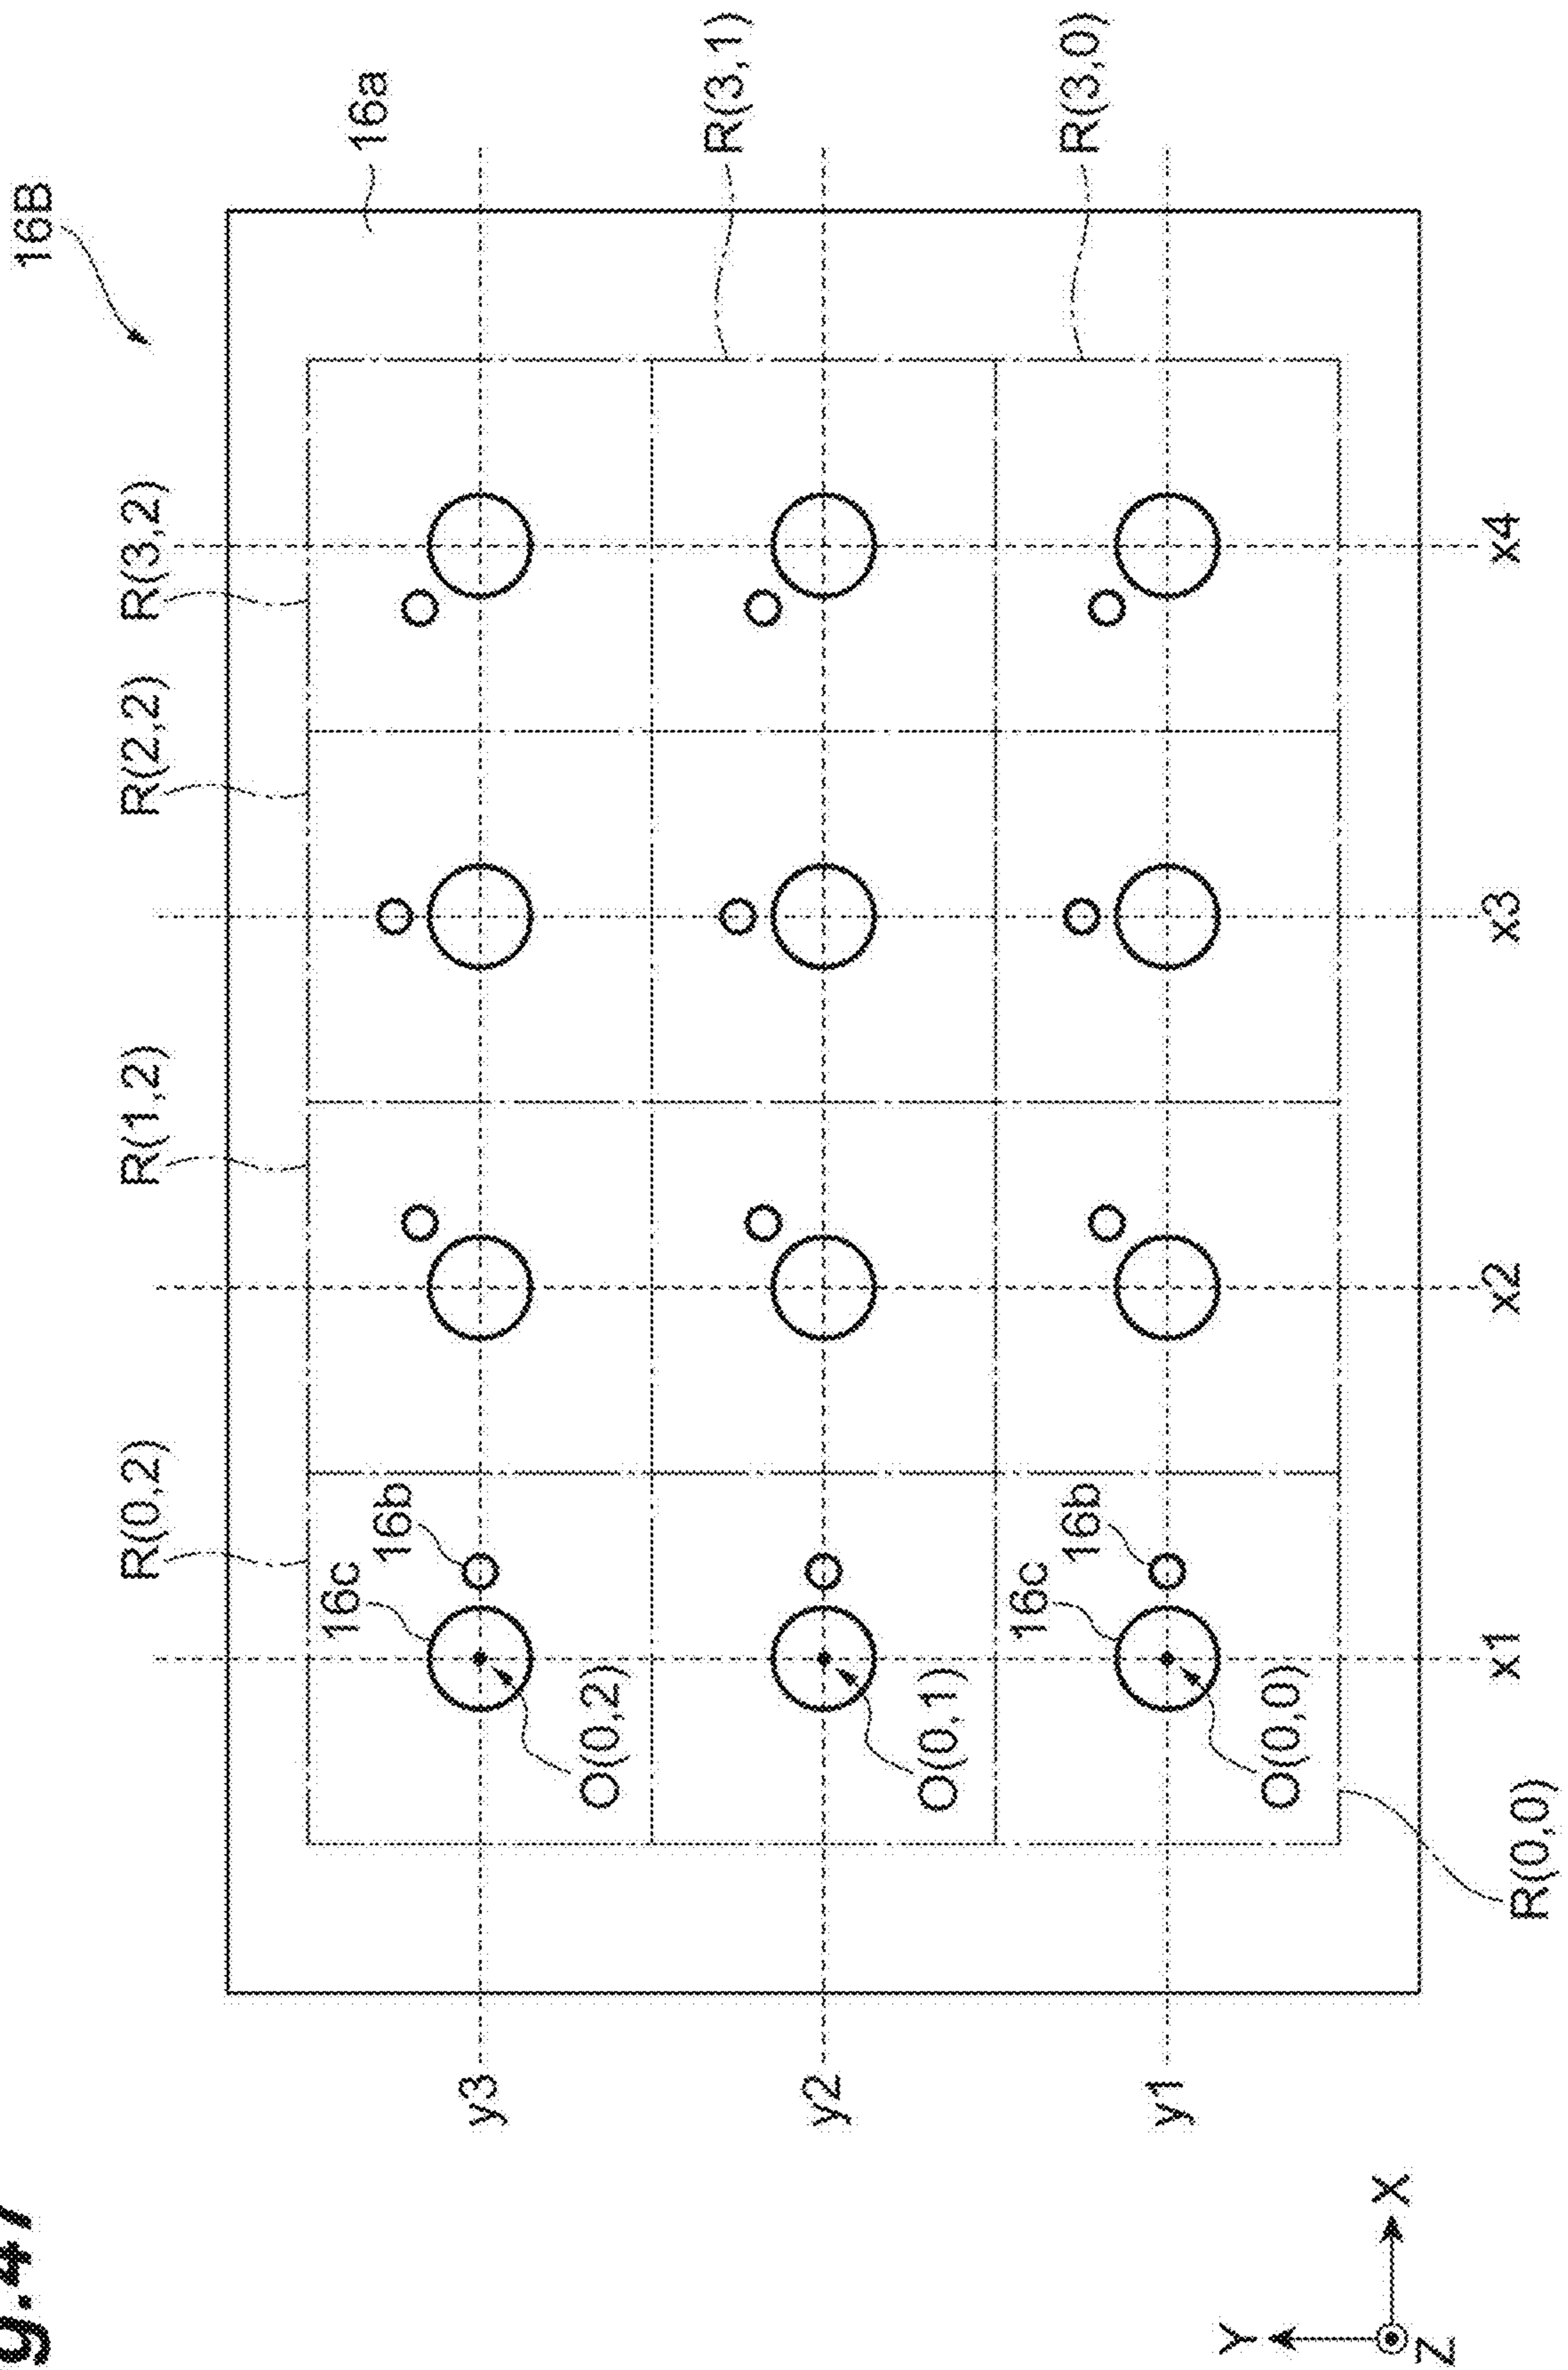 g.47
16B
16a
R(0,2)
R(1,2)
R(2,2)
R(3,2)
R(3,1)
R(3,0)
y3
16c
16b
O(0,2)
y2
O(0,1)
y1
16c
16b
O(0,0)
R(0,0)
x1
x2
x3
x4
Y
X
Z